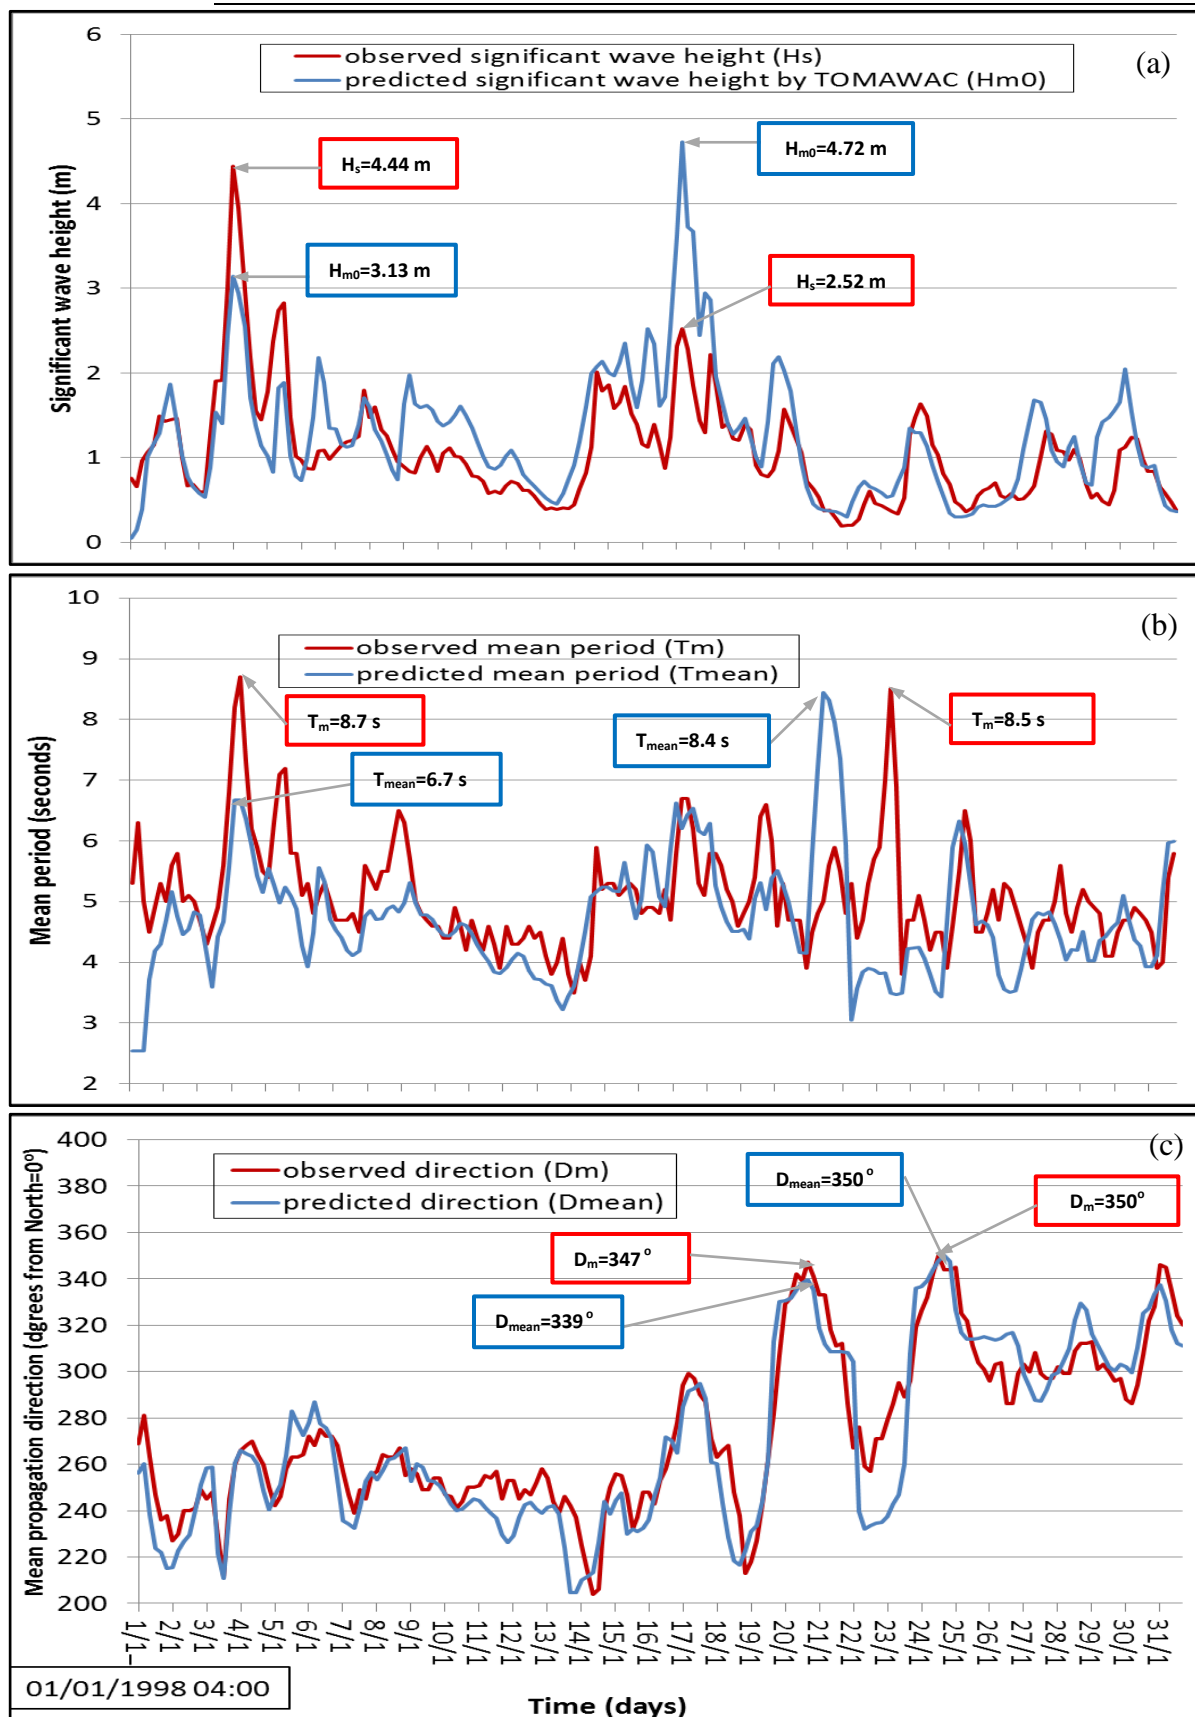 (a)
observed significant wave height (Hs)
predicted significant wave height by TOMAWAC (Hm0)
Significant wave height (m)
6
5
4
3
2
1
0
Hs=4.44 m
Hm0=3.13 m
Hm0=4.72 m
Hs=2.52 m
(b)
observed mean period (Tm)
predicted mean period (Tmean)
Mean period (seconds)
10
9
8
7
6
5
4
3
2
Tm=8.7 s
Tmean=6.7 s
Tmean=8.4 s
Tm=8.5 s
(c)
observed direction (Dm)
predicted direction (Dmean)
Mean propagation direction (dgrees from North=0º)
400
380
360
340
320
300
280
260
240
220
200
Dmean=350 º
Dm=350º
Dm=347 º
Dmean=339 º
1/1
2/1
3/1
4/1
5/1
6/1
7/1
8/1
9/1
10/1
11/1
12/1
13/1
14/1
15/1
16/1
17/1
18/1
19/1
20/1
21/1
22/1
23/1
24/1
25/1
26/1
27/1
28/1
29/1
30/1
31/1
01/01/1998 04:00
Time (days)